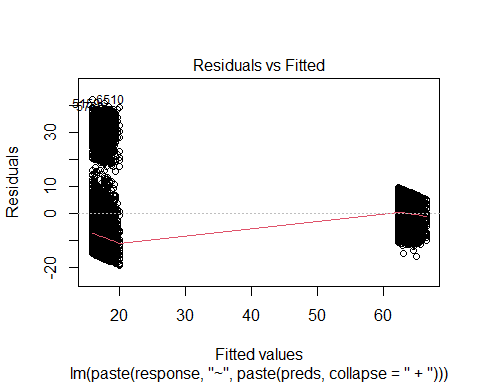 Residuals vs Fitted
6510
30
10
0
-20
Residuals
20
30
40
50
60
Fitted values
lm(paste(response, "~", paste(preds, collapse = " + ")))